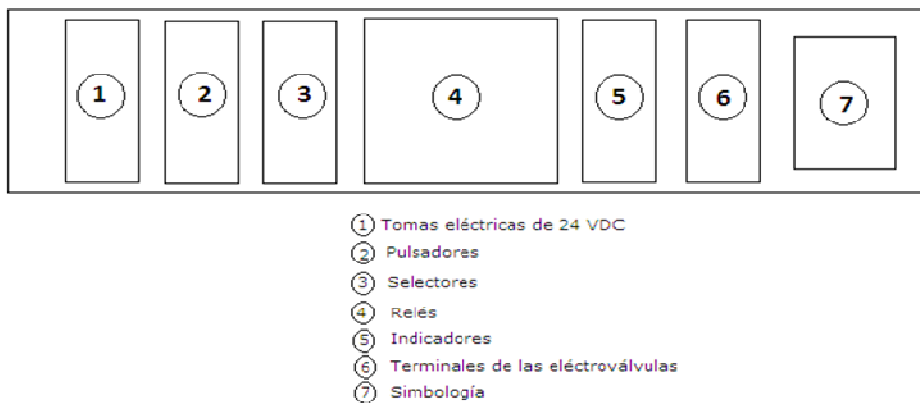 1 2 3 4 5 6 7
1 Tomas eléctricas de 24 VDC
2 Pulsadores
3 Selectores
4 Relés
5 Indicadores
6 Terminales de las eléctroválvulas
7 Simbología